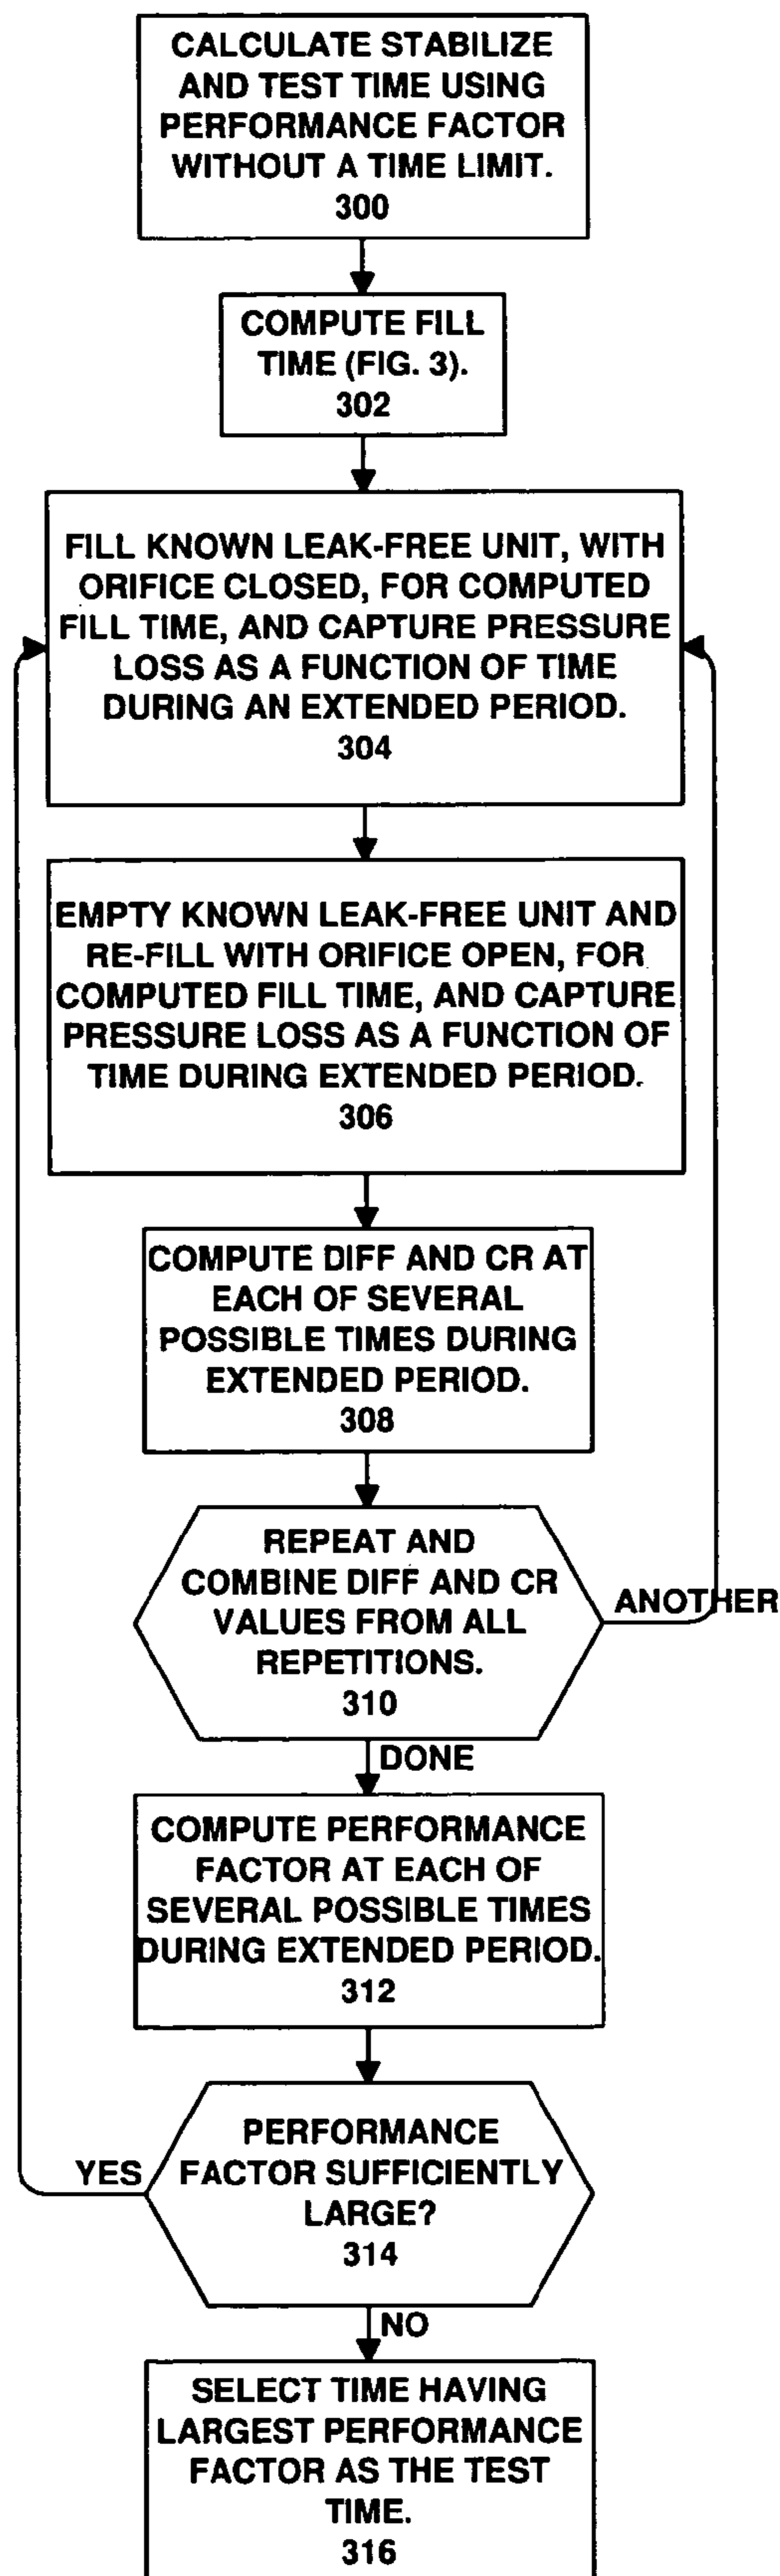 CALCULATE STABILIZE
AND TEST TIME USING
PERFORMANCE FACTOR
WITHOUT A TIME LIMIT.
300
COMPUTE FILL
TIME (FIG. 3).
302
FILL KNOWN LEAK-FREE UNIT, WITH
ORIFICE CLOSED, FOR COMPUTED
FILL TIME, AND CAPTURE PRESSURE
LOSS AS A FUNCTION OF TIME
DURING AN EXTENDED PERIOD.
304
EMPTY KNOWN LEAK-FREE UNIT AND
RE-FILL WITH ORIFICE OPEN, FOR
COMPUTED FILL TIME, AND CAPTURE
PRESSURE LOSS AS A FUNCTION OF
TIME DURING EXTENDED PERIOD.
306
COMPUTE DIFF AND CR AT
EACH OF SEVERAL
POSSIBLE TIMES DURING
EXTENDED PERIOD.
308
REPEAT AND
COMBINE DIFF AND CR
VALUES FROM ALL
REPETITIONS.
310
ANOTHER
DONE
COMPUTE PERFORMANCE
FACTOR AT EACH OF
SEVERAL POSSIBLE TIMES
DURING EXTENDED PERIOD.
312
PERFORMANCE
FACTOR SUFFICIENTLY
LARGE?
314
YES
NO
SELECT TIME HAVING
LARGEST PERFORMANCE
FACTOR AS THE TEST
TIME.
316